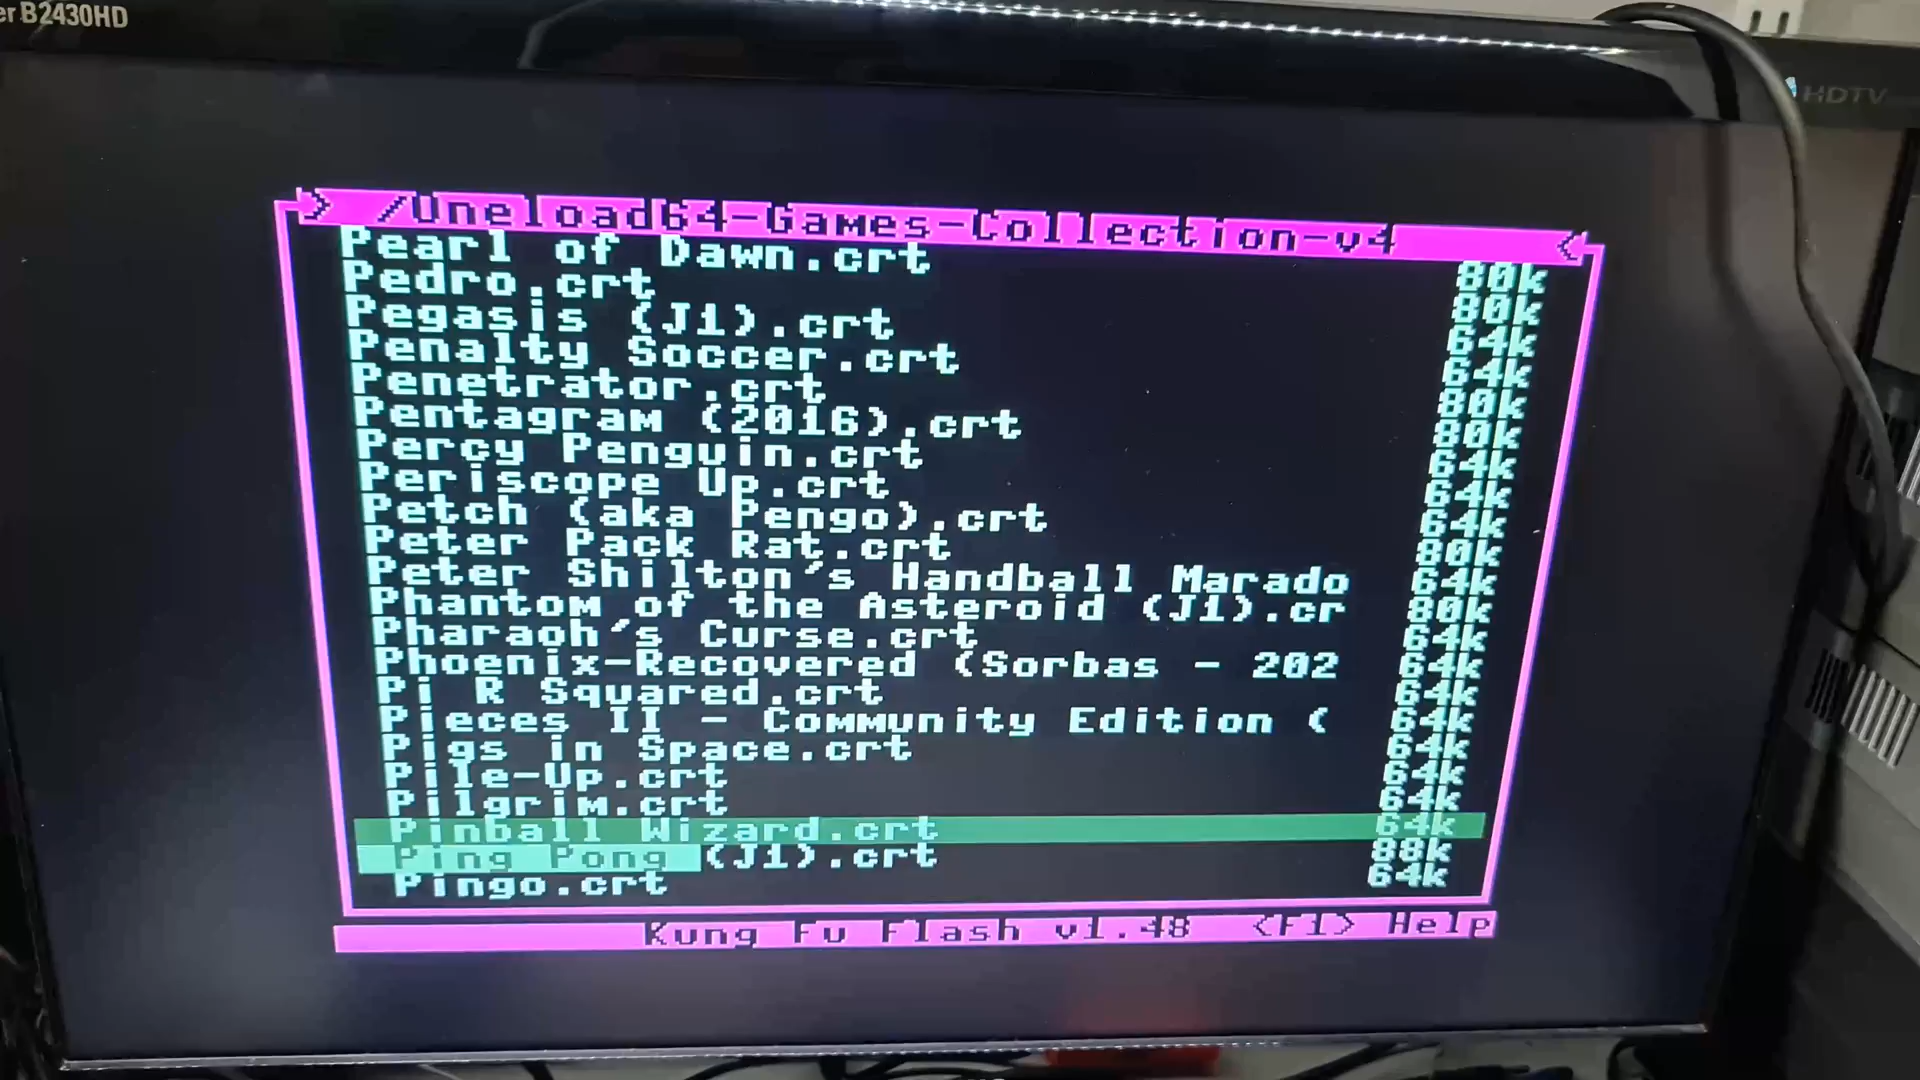 er B2430HD
HDTV
> /OneLoad64-Games-Collection-v4 <
Pearl of Dawn.crt 80k
Pedro.crt 80k
Pegasis (J1).crt 64k
Penalty Soccer.crt 64k
Penetrator.crt 80k
Pentagram (2016).crt 80k
Percy Penguin.crt 64k
Periscope Up.crt 64k
Petch (aka Pengo).crt 64k
Peter Pack Rat.crt 80k
Peter Shilton's Handball Marado 64k
Phantom of the Asteroid (J1).cr 80k
Pharaoh's Curse.crt 64k
Phoenix-Recovered (Sorbas - 202 64k
Pi R Squared.crt 64k
Pieces II - Community Edition ( 64k
Pigs in Space.crt 64k
Pile-Up.crt 64k
Pilgrim.crt 64k
Pinball Wizard.crt 64k
Ping Pong (J1).crt 88k
Pingo.crt 64k
Kung Fu Flash v1.48 <F1> Help